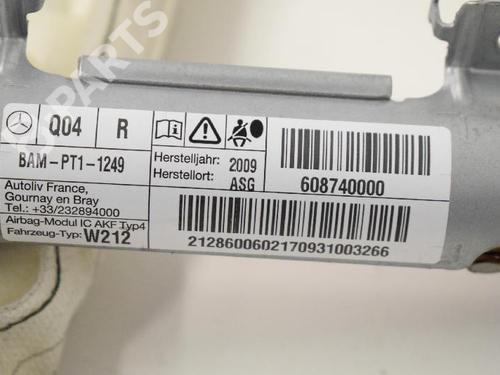 Q04 R
BAM-PT1-1249
Autoliv France,
Gournay en Bray
Tel.: +33/232894000
Airbag-Modul IC AKF Typ4
Fahrzeug-Typ: W212
Herstelljahr: 2009
Herstellort: ASG
608740000
2128600602170931003266